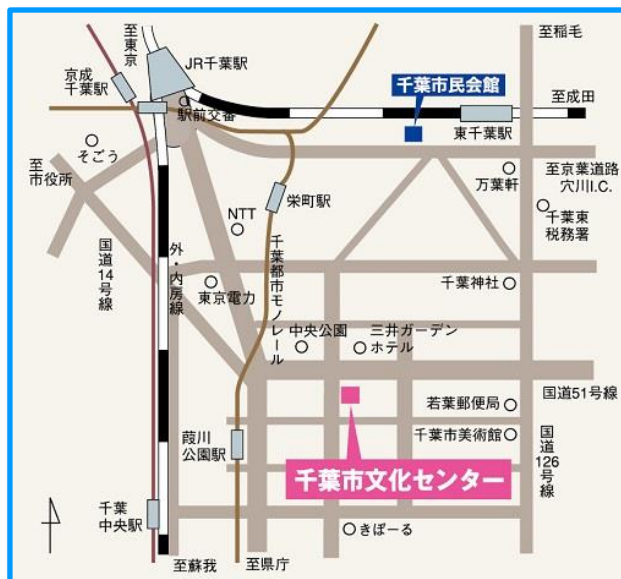 至東京
至稲毛
京成
千葉駅
JR千葉駅
千葉市民会館
至成田
駅前交番
東千葉駅
そごう
至
市役所
万葉軒
至京葉道路
穴川I.C.
栄町駅
NTT
千葉東
税務署
国道14号線
外・内房線
千葉都市モノレール
東京電力
千葉神社
中央公園
三井ガーデン
ホテル
国道51号線
若葉郵便局
葭川
公園駅
千葉市美術館
国道126号線
千葉市文化センター
千葉
中央駅
きぼーる
至蘇我
至県庁